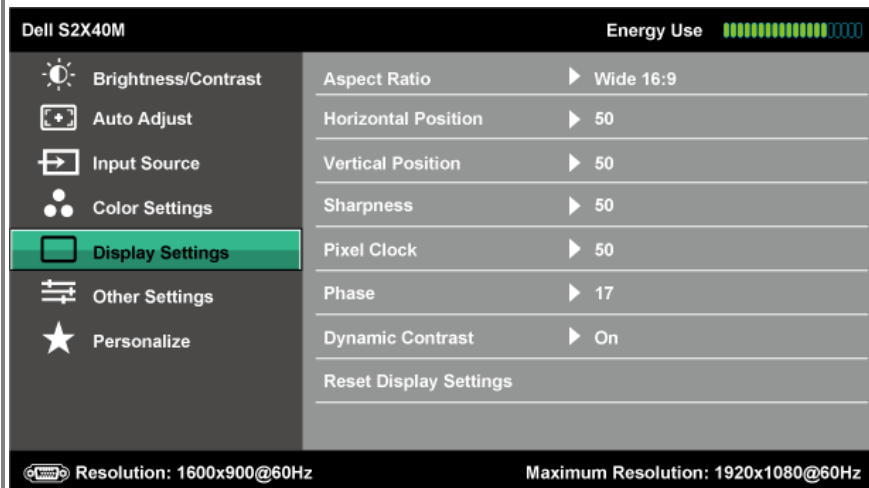 Dell S2X40M Energy Use
Brightness/Contrast
Auto Adjust
Input Source
Color Settings
Display Settings
Other Settings
Personalize
Aspect Ratio Wide 16:9
Horizontal Position 50
Vertical Position 50
Sharpness 50
Pixel Clock 50
Phase 17
Dynamic Contrast On
Reset Display Settings
Resolution: 1600x900@60Hz Maximum Resolution: 1920x1080@60Hz